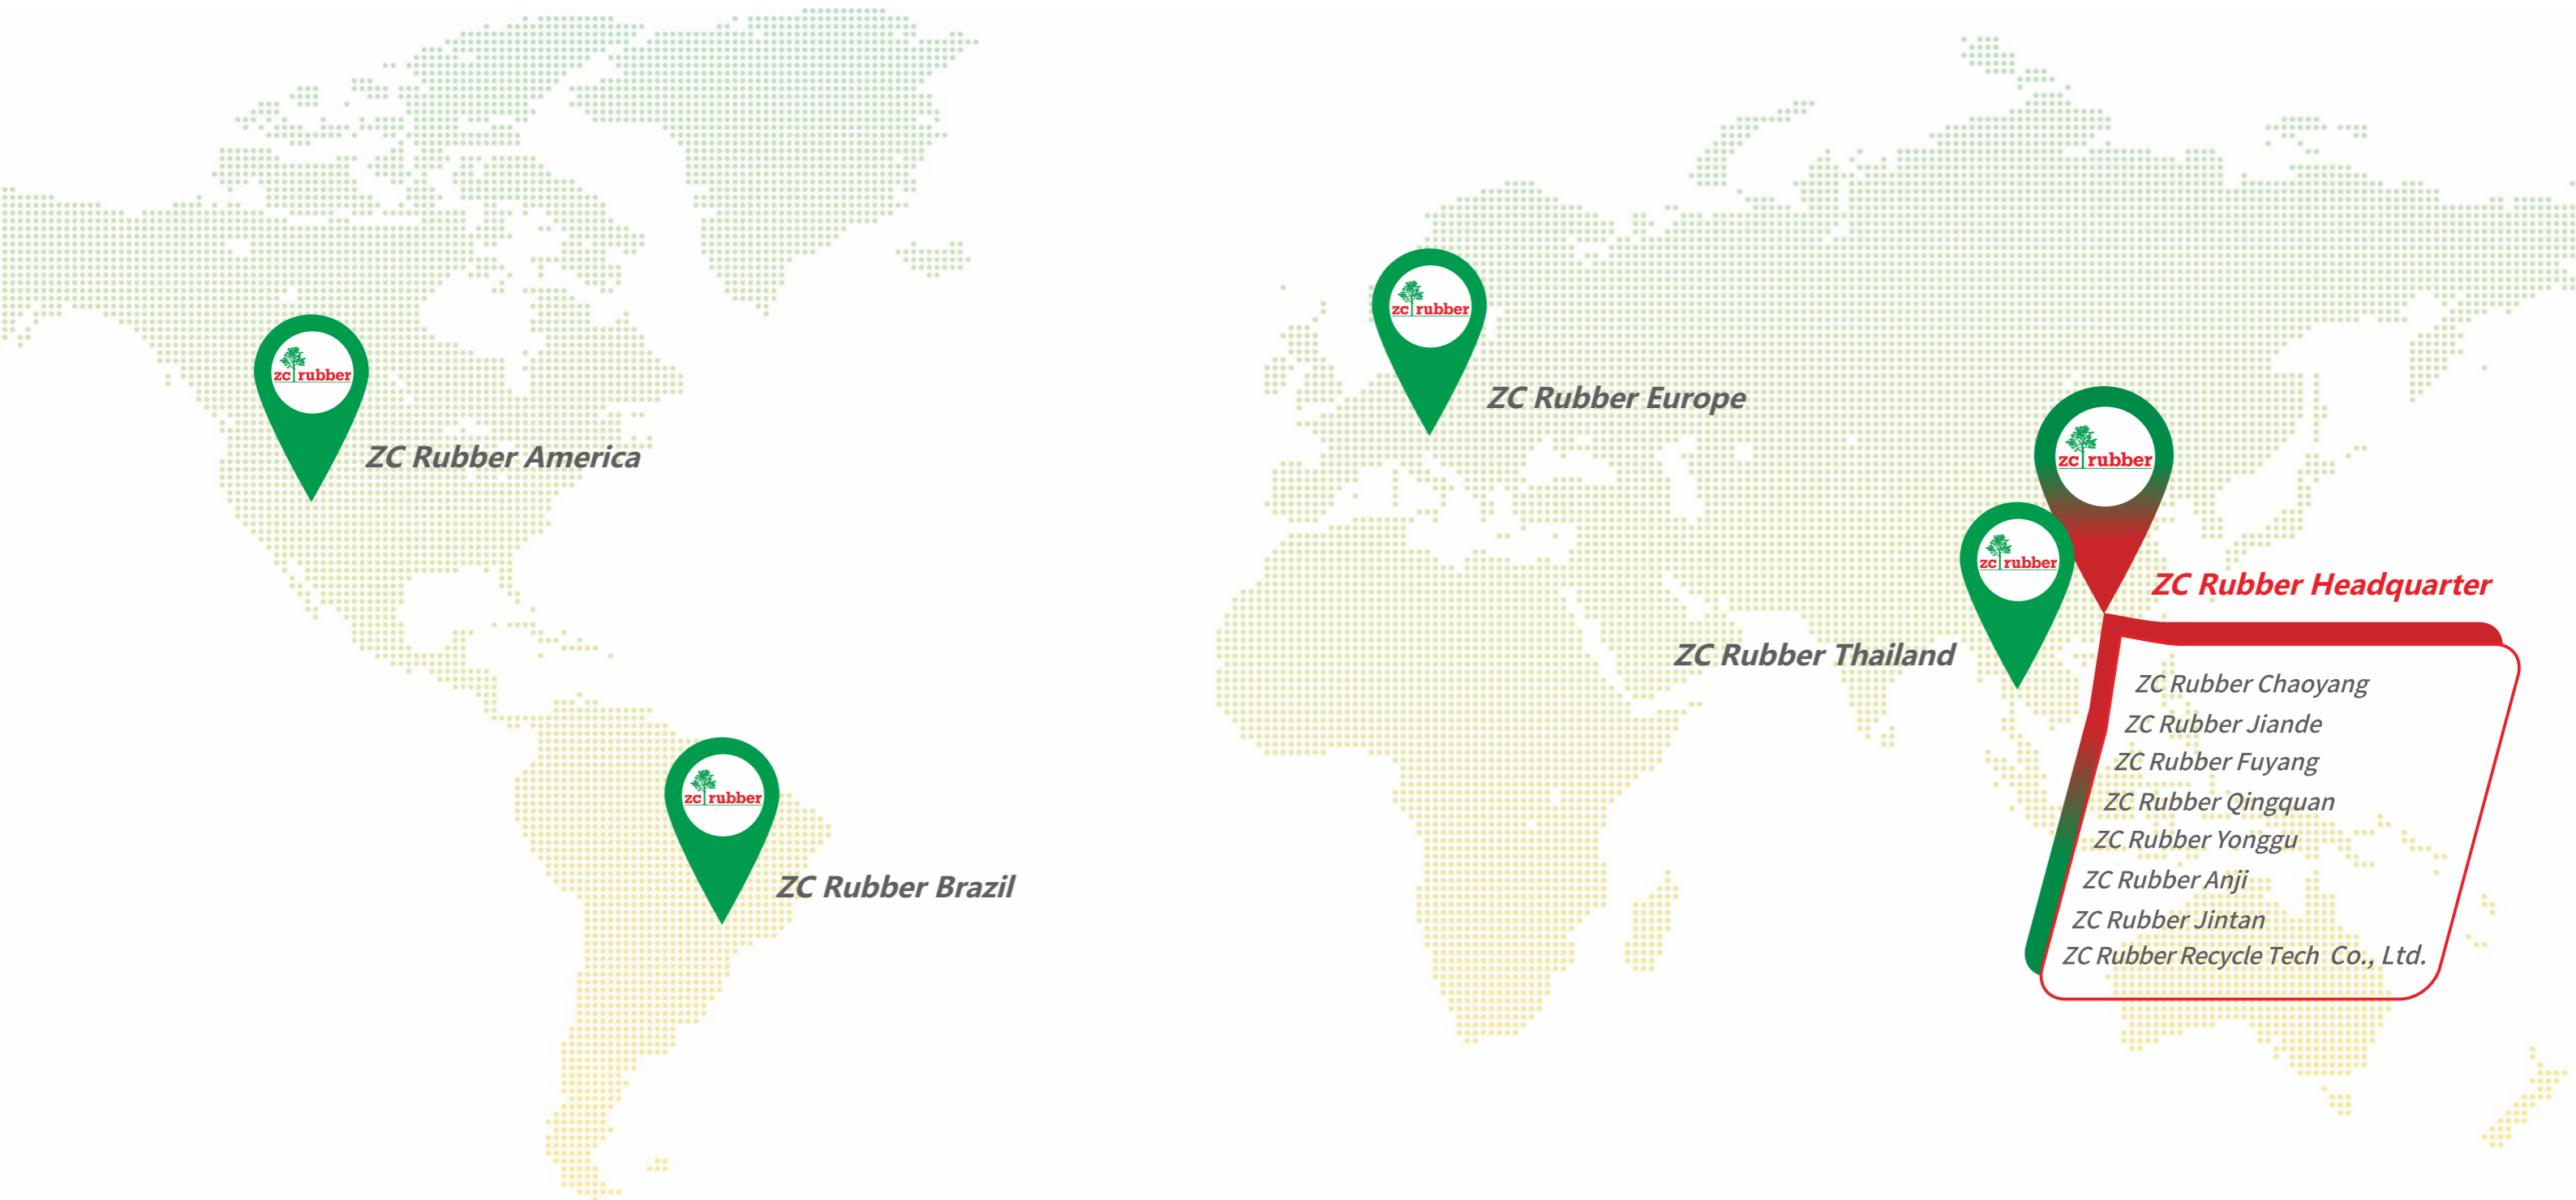 zc rubber
ZC Rubber America
zc rubber
ZC Rubber Europe
zc rubber
ZC Rubber Headquarter
zc rubber
ZC Rubber Thailand
ZC Rubber Chaoyang
ZC Rubber Jiande
ZC Rubber Fuyang
ZC Rubber Qingquan
ZC Rubber Yonggu
ZC Rubber Anji
ZC Rubber Jintan
ZC Rubber Recycle Tech Co., Ltd.
zc rubber
ZC Rubber Brazil